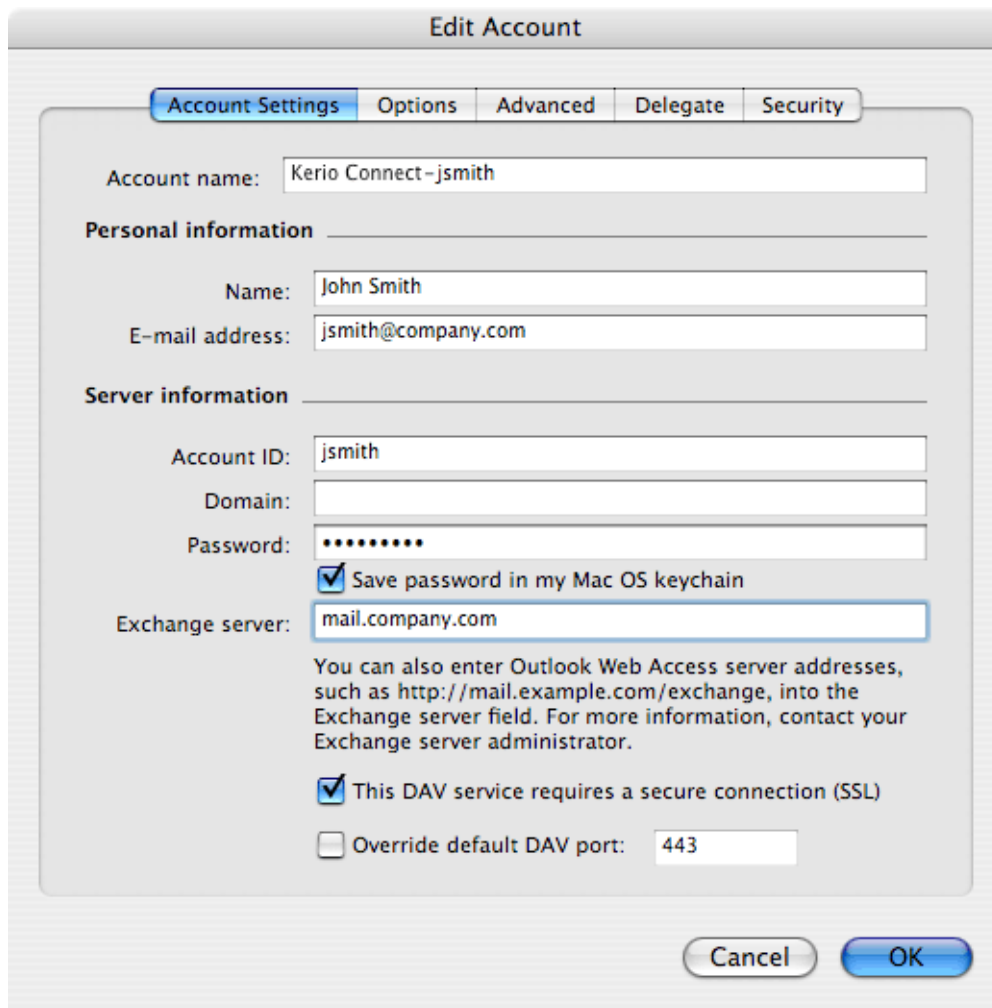 Edit Account
Account Settings Options Advanced Delegate Security
Account name: Kerio Connect-jsmith
Personal information
Name: John Smith
E-mail address: jsmith@company.com
Server information
Account ID: jsmith
Domain:
Password: •••••••••
Save password in my Mac OS keychain
Exchange server: mail.company.com
You can also enter Outlook Web Access server addresses,
such as http://mail.example.com/exchange, into the
Exchange server field. For more information, contact your
Exchange server administrator.
This DAV service requires a secure connection (SSL)
Override default DAV port: 443
Cancel OK